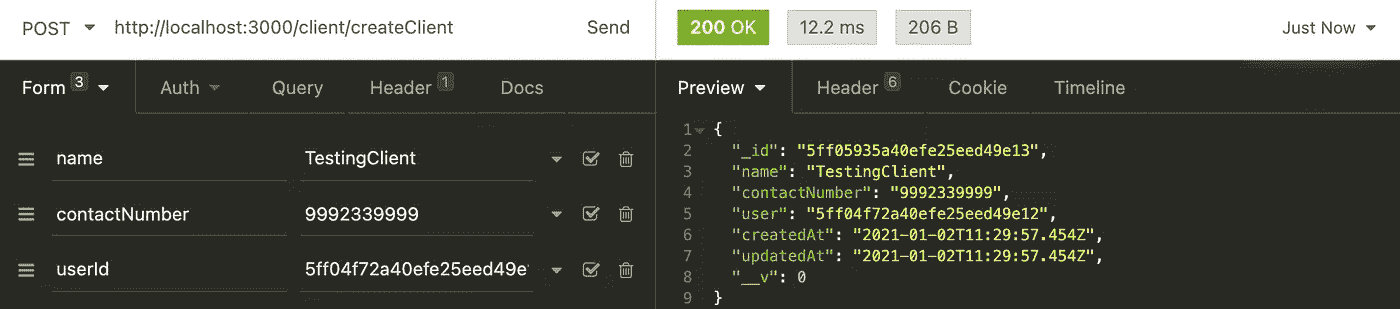 POST http://localhost:3000/client/createClient Send 200 OK 12.2 ms 206 B Just Now
Form 3 Auth Query Header 1 Docs
name TestingClient
contactNumber 9992339999
userId 5ff04f72a40efe25eed49e
Preview Header 6 Cookie Timeline
1 {
2 "_id": "5ff05935a40efe25eed49e13",
3 "name": "TestingClient",
4 "contactNumber": "9992339999",
5 "user": "5ff04f72a40efe25eed49e12",
6 "createdAt": "2021-01-02T11:29:57.454Z",
7 "updatedAt": "2021-01-02T11:29:57.454Z",
8 "__v": 0
9 }